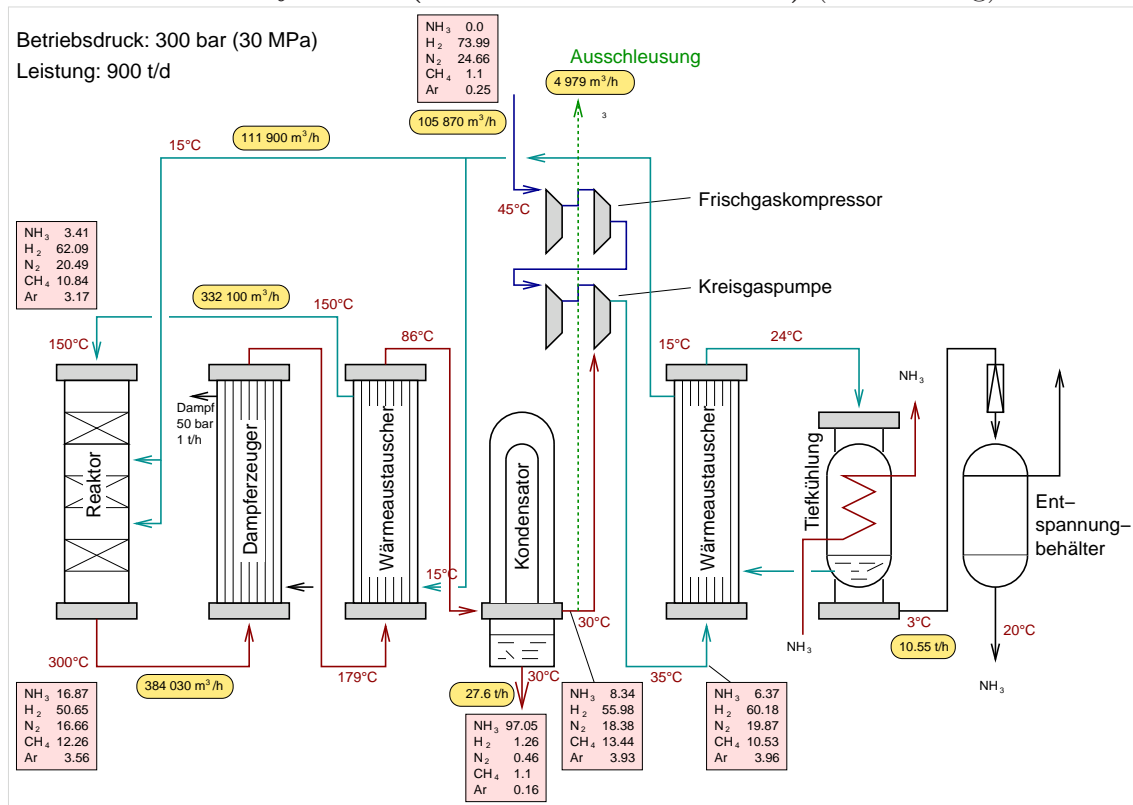 Betriebsdruck: 300 bar (30 MPa)
Leistung: 900 t/d
NH₃ 0.0
H₂ 73.99
N₂ 24.66
CH₄ 1.1
Ar 0.25
Ausschleusung
4 979 m³/h
3
105 870 m³/h
111 900 m³/h
15°C
45°C
Frischgaskompressor
NH₃ 3.41
H₂ 62.09
N₂ 20.49
CH₄ 10.84
Ar 3.17
332 100 m³/h
150°C
Kreisgaspumpe
150°C
86°C
15°C
24°C
NH₃
Dampf
50 bar
1 t/h
Reaktor
Dampferzeuger
Wärmeaustauscher
Kondensator
Wärmeaustauscher
Tiefkühlung
Ent–
spannung–
behälter
15°C
300°C
384 030 m³/h
179°C
30°C
30°C
27.6 t/h
35°C
NH₃
3°C
10.55 t/h
20°C
NH₃
NH₃ 16.87
H₂ 50.65
N₂ 16.66
CH₄ 12.26
Ar 3.56
NH₃ 97.05
H₂ 1.26
N₂ 0.46
CH₄ 1.1
Ar 0.16
NH₃ 8.34
H₂ 55.98
N₂ 18.38
CH₄ 13.44
Ar 3.93
NH₃ 6.37
H₂ 60.18
N₂ 19.87
CH₄ 10.53
Ar 3.96